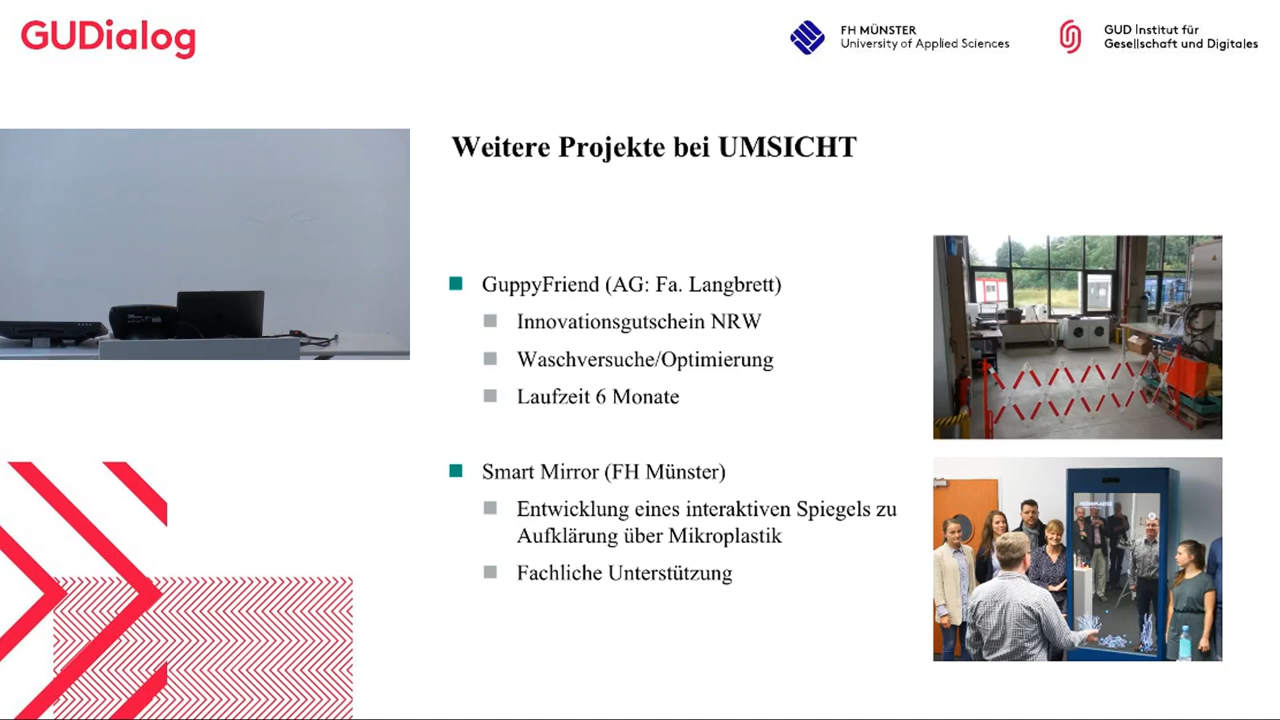 GUDialog
FH MÜNSTER
University of Applied Sciences
GUD Institut für
Gesellschaft und Digitales
Weitere Projekte bei UMSICHT
GuppyFriend (AG: Fa. Langbrett)
Innovationsgutschein NRW
Waschversuche/Optimierung
Laufzeit 6 Monate
Smart Mirror (FH Münster)
Entwicklung eines interaktiven Spiegels zu
Aufklärung über Mikroplastik
Fachliche Unterstützung